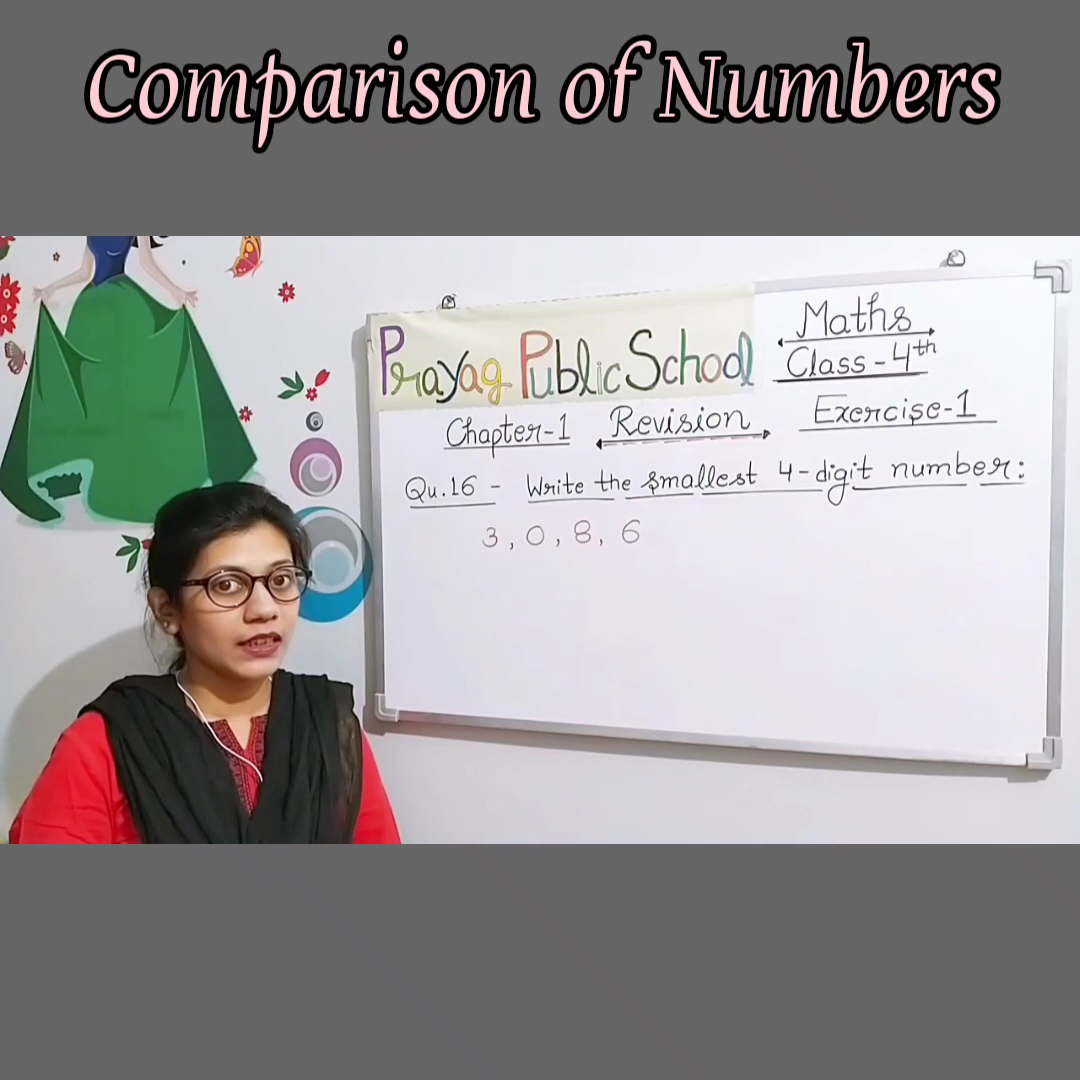 Comparison of Numbers
Prayag Public School
Maths
Class-4th
Chapter-1 Revision Exercise-1
Qu.16 - Write the smallest 4-digit number:
3, 0, 8, 6